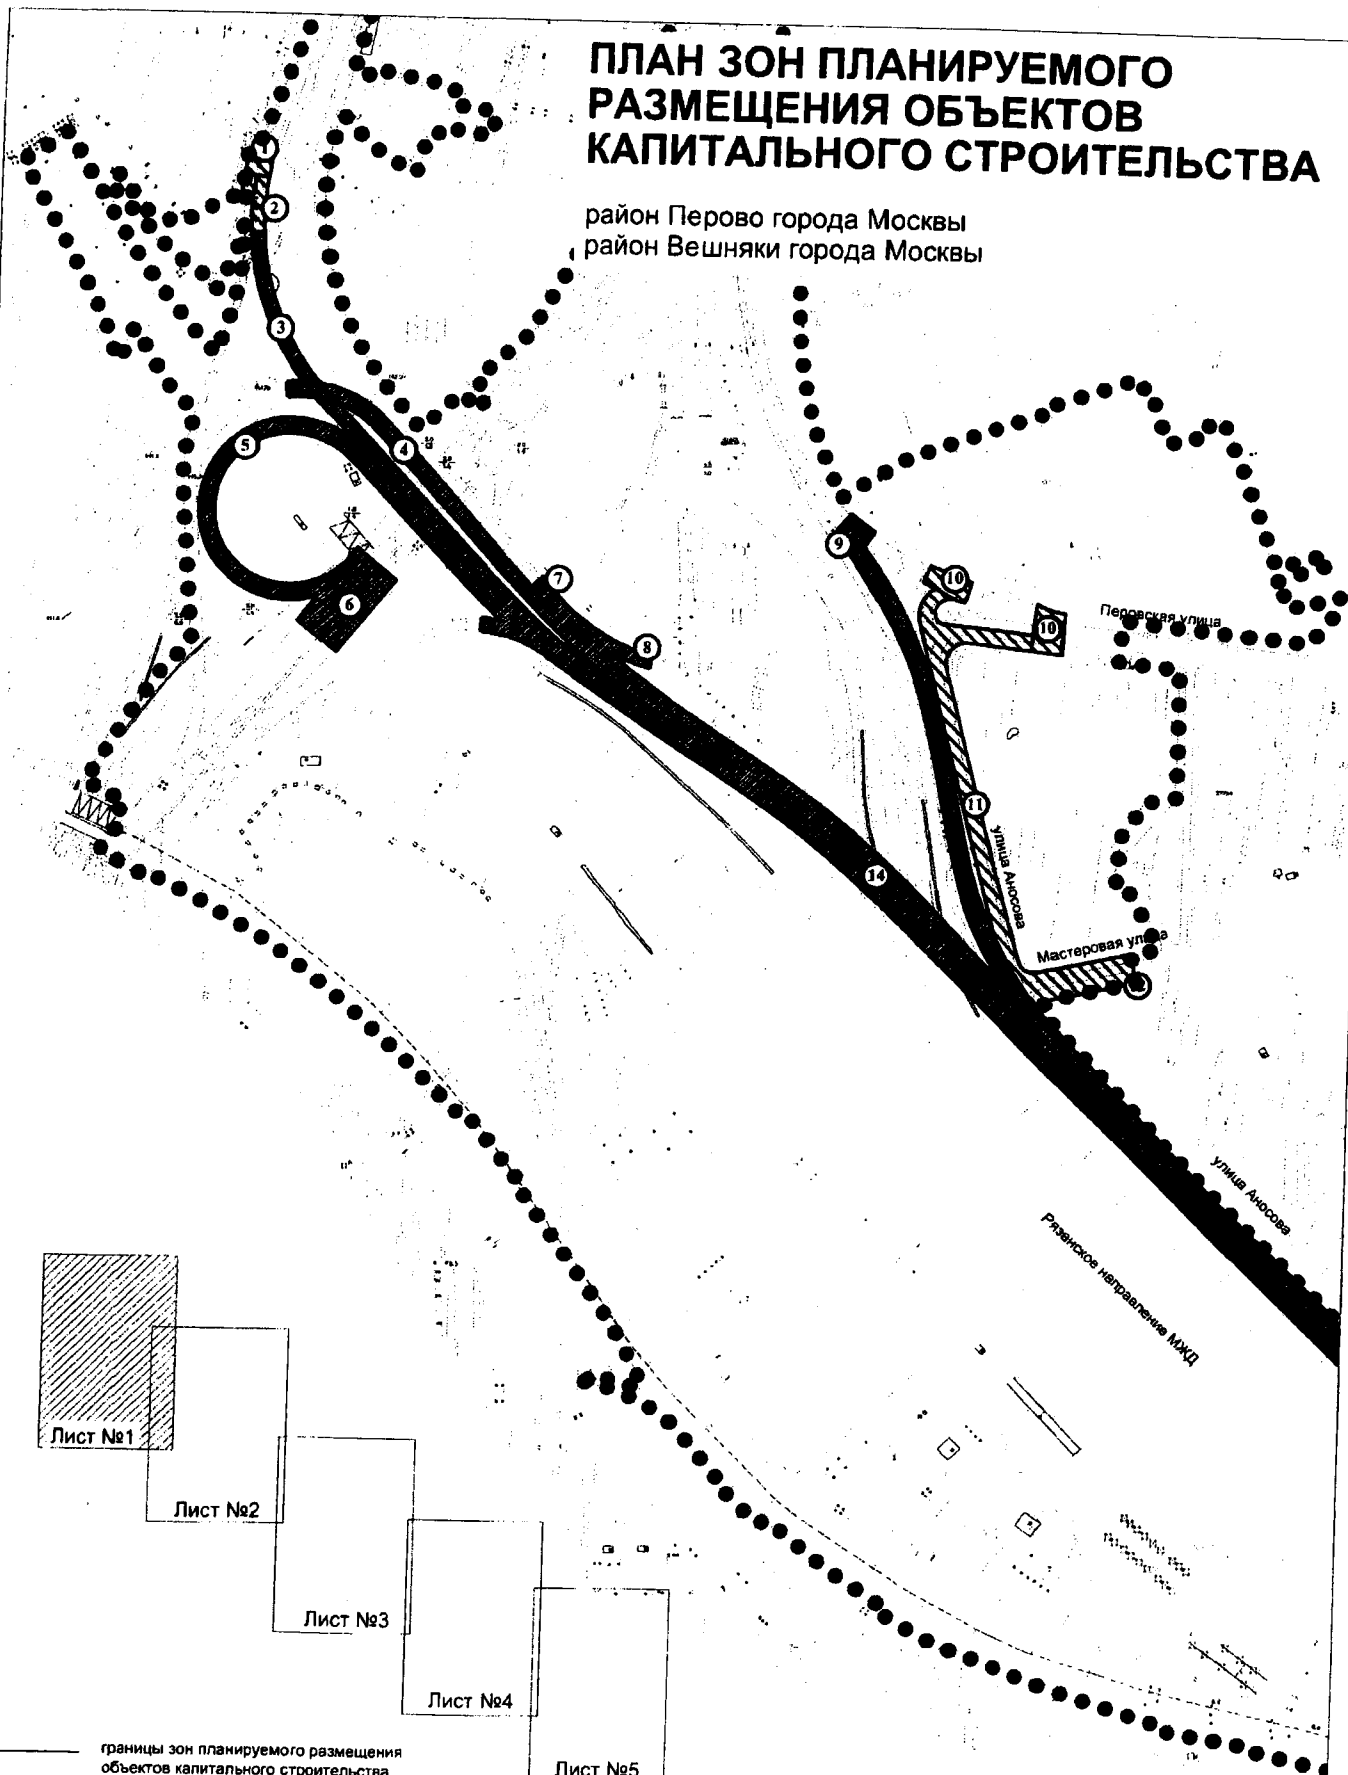 ПЛАН ЗОН ПЛАНИРУЕМОГО
РАЗМЕЩЕНИЯ ОБЪЕКТОВ
КАПИТАЛЬНОГО СТРОИТЕЛЬСТВА
район Перово города Москвы
район Вешняки города Москвы
1
2
3
4
5
6
7
8
9
10
10
Перовская улица
11
улица Аносова
14
Мастеровая улица
12
улица Аносова
Рязанское направление МЖД
Лист №1
Лист №2
Лист №3
Лист №4
Лист №5
границы зон планируемого размещения
объектов капитального строительства